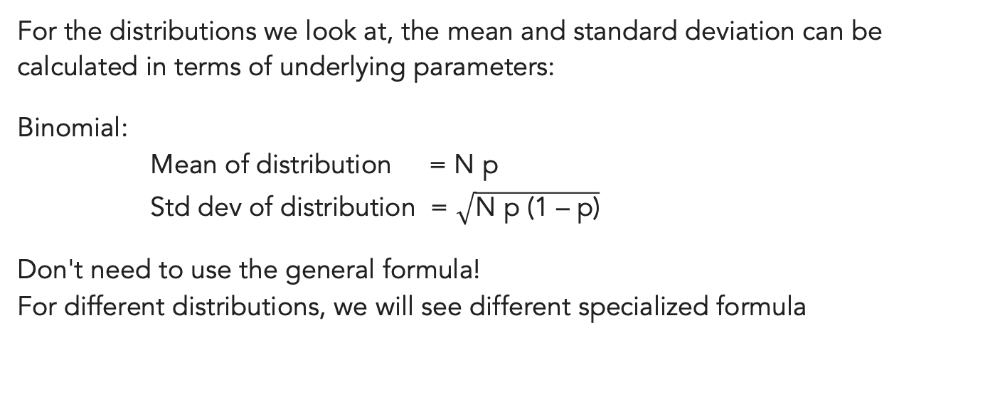 For the distributions we look at, the mean and standard deviation can be
calculated in terms of underlying parameters:
Binomial:
Mean of distribution = N p
Std dev of distribution = √N p (1 – p)
Don't need to use the general formula!
For different distributions, we will see different specialized formula